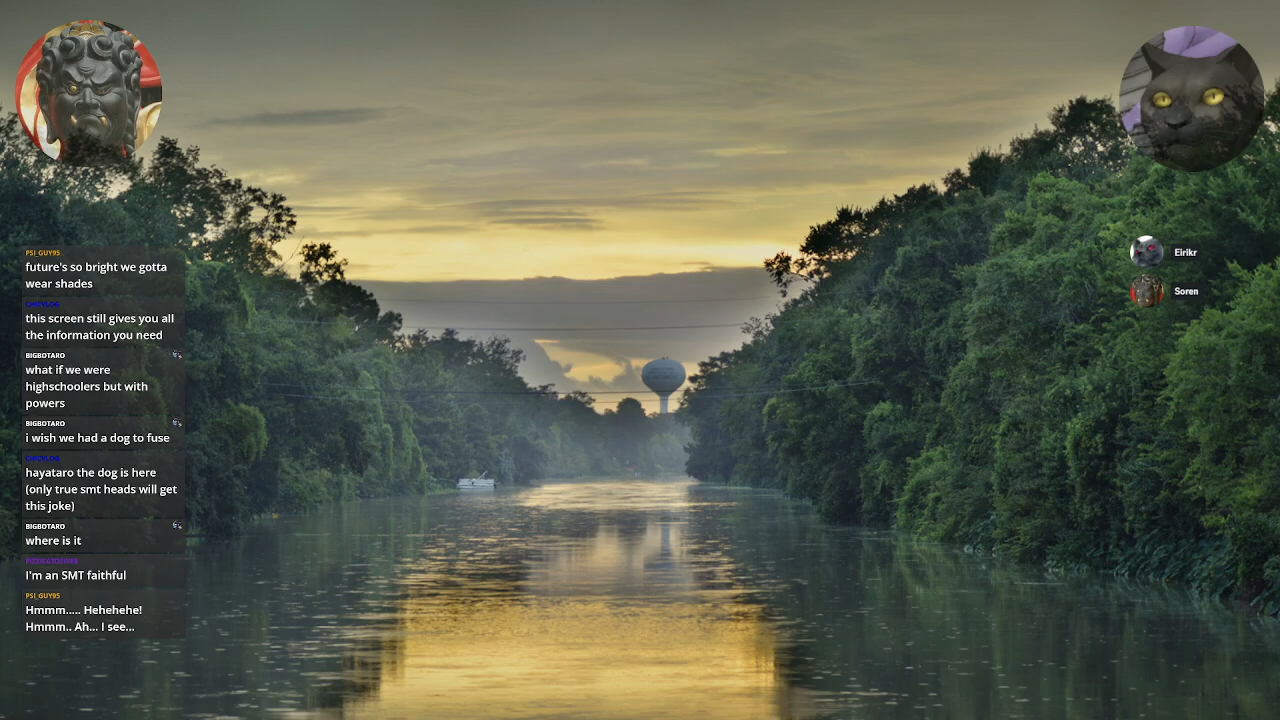 PSI_GUY95
future's so bright we gotta
wear shades
this screen still gives you all
the information you need
BIGBOTARO
what if we were
highschoolers but with
powers
BIGBOTARO
i wish we had a dog to fuse
hayataro the dog is here
(only true smt heads will get
this joke)
BIGBOTARO
where is it
I'm an SMT faithful
PSI_GUY95
Hmmm..... Hehehehe!
Hmmm.. Ah... I see...
Eirikr
Soren